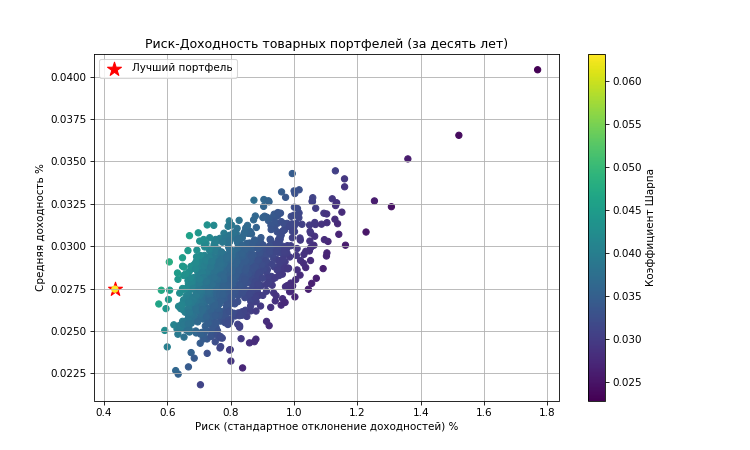 Риск-Доходность товарных портфелей (за десять лет)
Лучший портфель
Средняя доходность %
0.0400
0.0375
0.0350
0.0325
0.0300
0.0275
0.0250
0.0225
0.4 0.6 0.8 1.0 1.2 1.4 1.6 1.8
Риск (стандартное отклонение доходностей) %
0.060
0.055
0.050
0.045
0.040
0.035
0.030
0.025
Коэффициент Шарпа